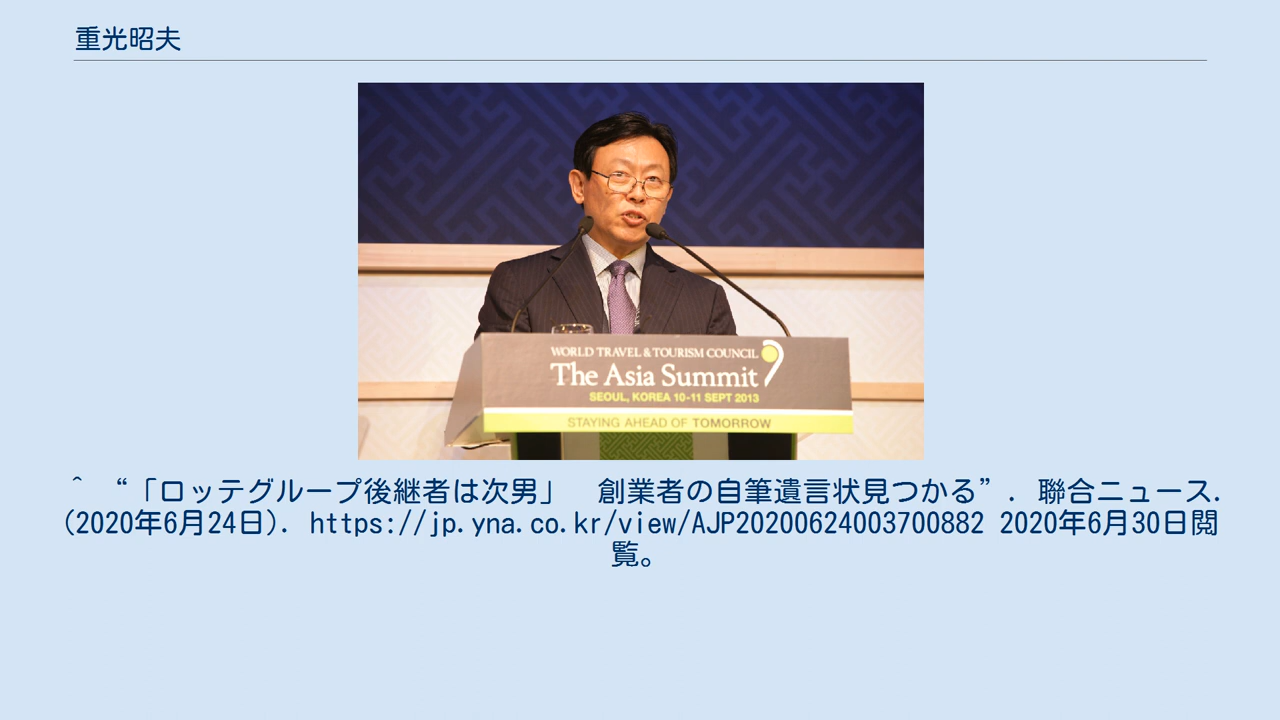 重光昭夫
WORLD TRAVEL & TOURISM COUNCIL
The Asia Summit
SEOUL, KOREA 10-11 SEPT 2013
STAYING AHEAD OF TOMORROW
^ “「ロッテグループ後継者は次男」　創業者の自筆遺言状見つかる”. 聯合ニュース.
(2020年6月24日). https://jp.yna.co.kr/view/AJP20200624003700882 2020年6月30日閲
覧。